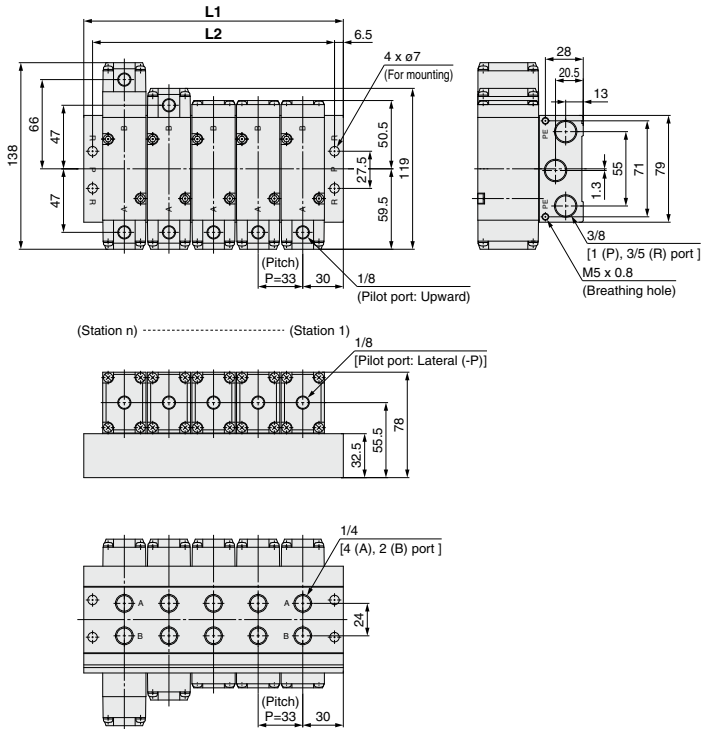 L1
L2
6.5
4 x ø7
(For mounting)
138
66
47
47
R
P
R
B
B
B
B
B
A
A
A
A
A
R
P
R
27.5
50.5
59.5
119
(Pitch)
P=33
30
1/8
(Pilot port: Upward)
28
20.5
13
PE
PE
1.3
55
71
79
3/8
[1 (P), 3/5 (R) port ]
M5 x 0.8
(Breathing hole)
(Station n)
(Station 1)
1/8
[Pilot port: Lateral (-P)]
32.5
55.5
78
1/4
[4 (A), 2 (B) port ]
A
A
B
B
24
(Pitch)
P=33
30